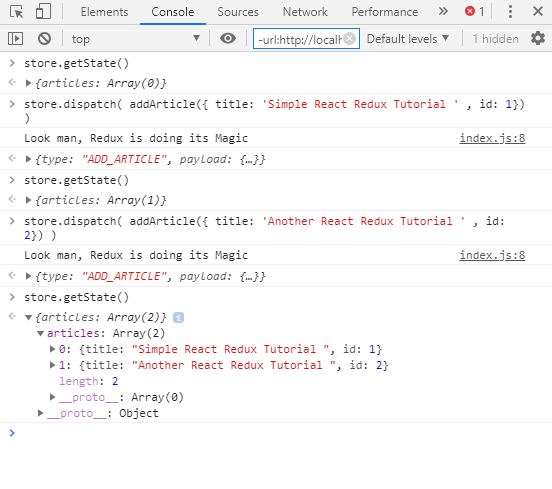 Elements Console Sources Network Performance » 1
top -url:http://localh Default levels 1 hidden
store.getState()
{articles: Array(0)}
store.dispatch( addArticle({ title: 'Simple React Redux Tutorial ' , id: 1})
)
Look man, Redux is doing its Magic index.js:8
{type: "ADD_ARTICLE", payload: {…}}
store.getState()
{articles: Array(1)}
store.dispatch( addArticle({ title: 'Another React Redux Tutorial ' , id:
2}) )
Look man, Redux is doing its Magic index.js:8
{type: "ADD_ARTICLE", payload: {…}}
store.getState()
{articles: Array(2)} i
articles: Array(2)
0: {title: "Simple React Redux Tutorial ", id: 1}
1: {title: "Another React Redux Tutorial ", id: 2}
length: 2
__proto__: Array(0)
__proto__: Object